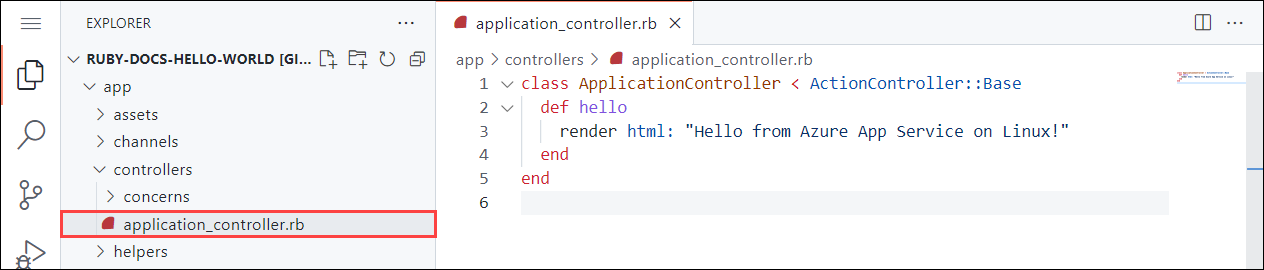 EXPLORER
RUBY-DOCS-HELLO-WORLD [GI
app
assets
channels
controllers
concerns
application_controller.rb
helpers
application_controller.rb
app > controllers > application_controller.rb
1 class ApplicationController < ActionController::Base
2 def hello
3 render html: "Hello from Azure App Service on Linux!"
4 end
5 end
6